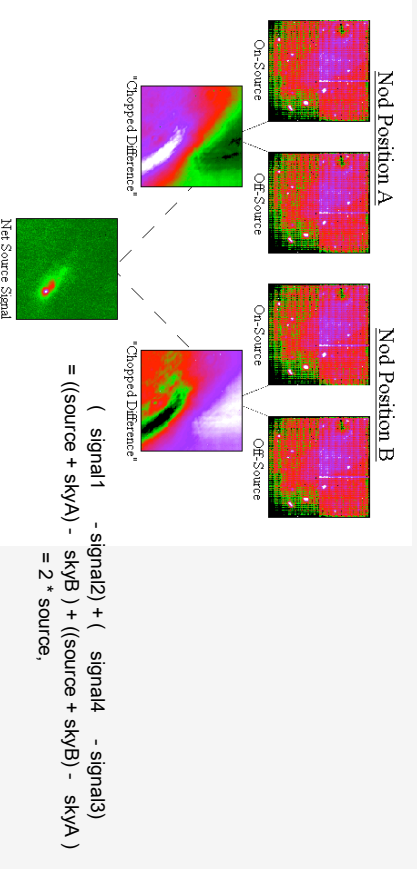 Nod Position A
Nod Position B
On-Source
Off-Source
On-Source
Off-Source
"Chopped Difference"
"Chopped Difference"
Net Source Signal
( signal1 - signal2) + ( signal4 - signal3)
= ((source + skyA) - skyB ) + ((source + skyB) - skyA )
= 2 * source,